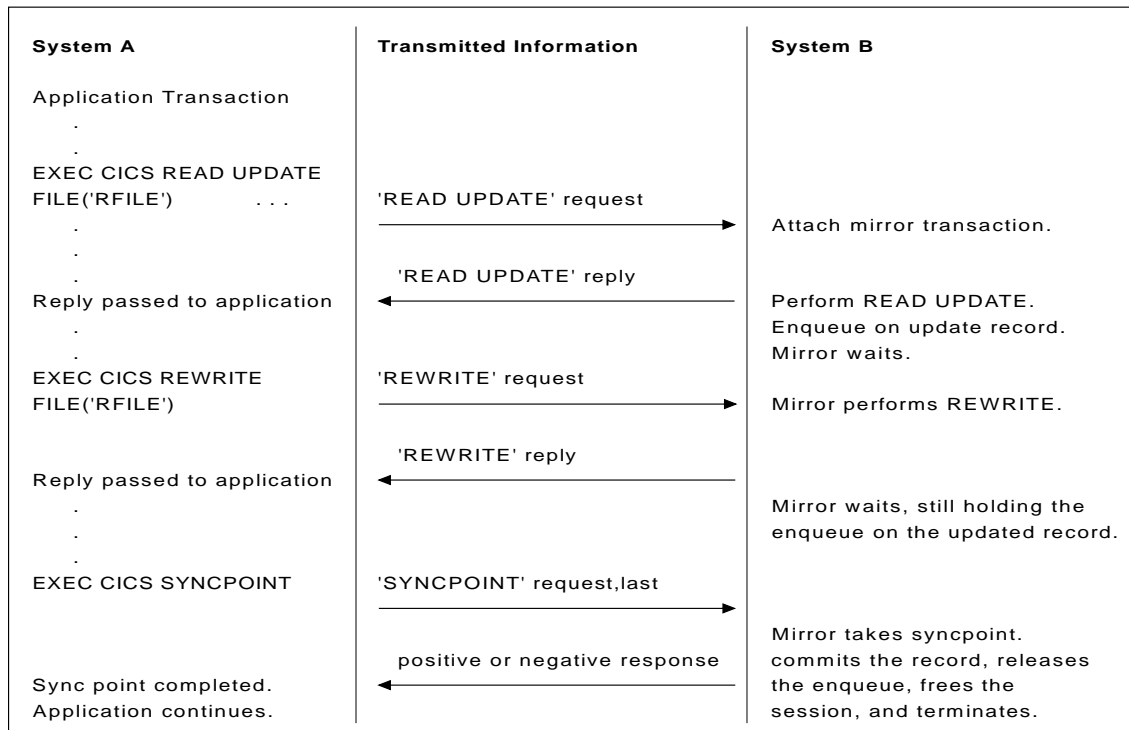 System A
Transmitted Information
System B
Application Transaction
.
.
EXEC CICS READ UPDATE
FILE('RFILE') . . .
'READ UPDATE' request
Attach mirror transaction.
.
.
.
'READ UPDATE' reply
Reply passed to application
Perform READ UPDATE.
Enqueue on update record.
Mirror waits.
.
.
EXEC CICS REWRITE
FILE('RFILE')
'REWRITE' request
Mirror performs REWRITE.
'REWRITE' reply
Reply passed to application
Mirror waits, still holding the
enqueue on the updated record.
.
.
.
EXEC CICS SYNCPOINT
'SYNCPOINT' request,last
Mirror takes syncpoint.
commits the record, releases
the enqueue, frees the
session, and terminates.
positive or negative response
Sync point completed.
Application continues.